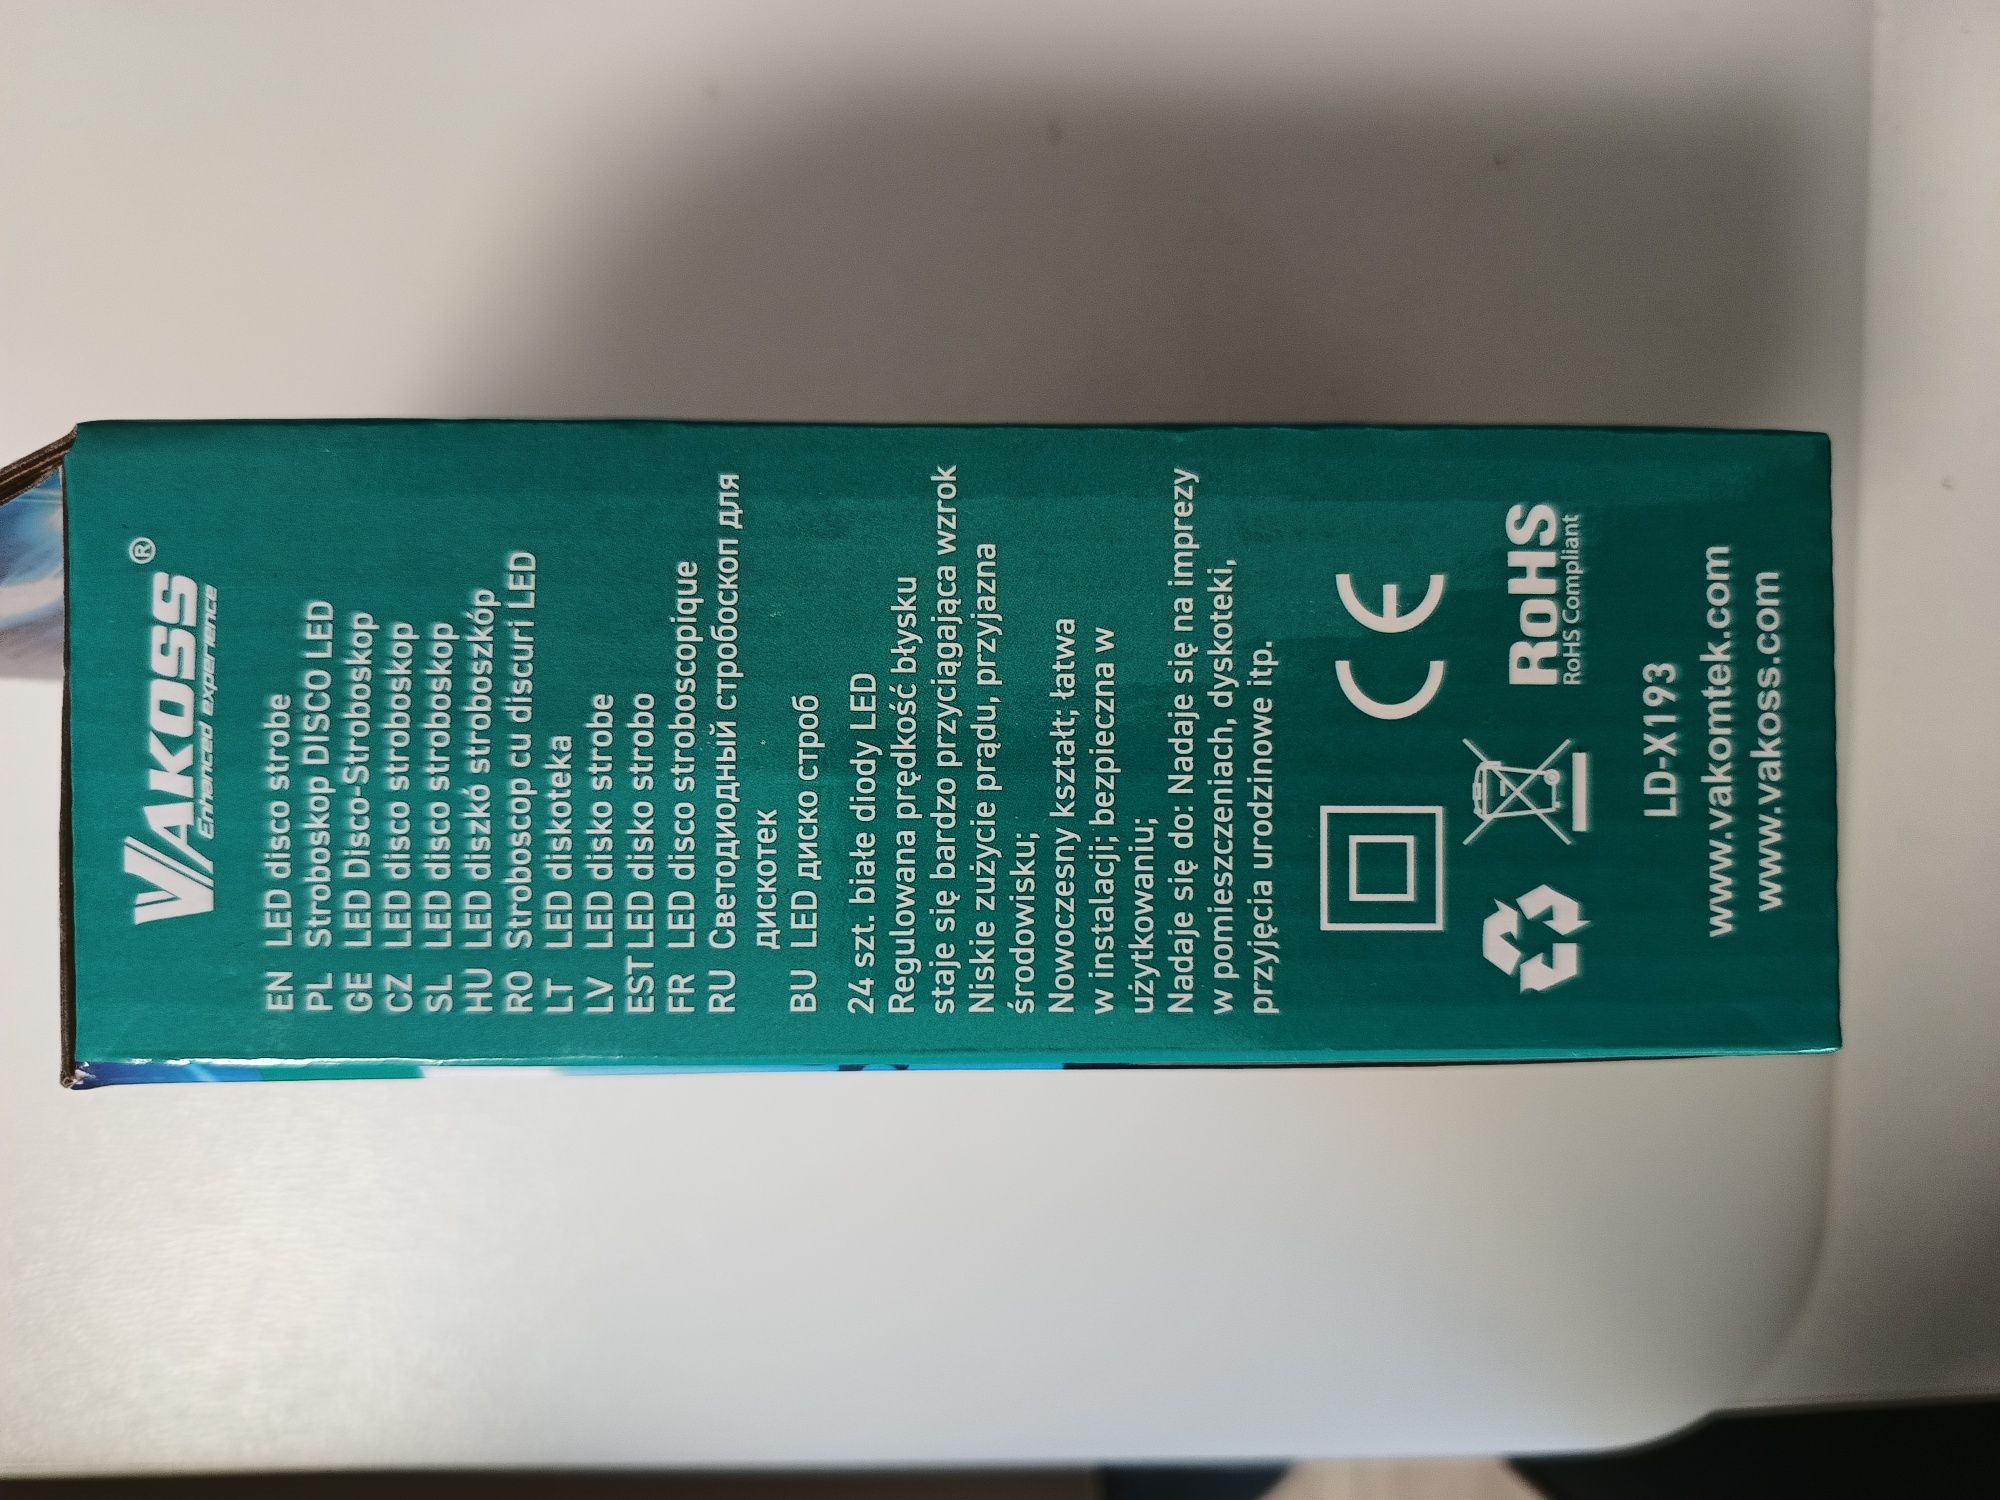 VAKOSS®
Enhanced experience
EN LED disco strobe
PL Stroboskop DISCO LED
GE LED Disco-Stroboskop
CZ LED disco stroboskop
SL LED disco stroboskop
HU LED diszkó stroboszkóp
RO Stroboscop cu discuri LED
LT LED diskoteka
LV LED disko strobe
EST LED disko strobo
FR LED disco stroboscopique
RU Светодиодный стробоскоп для
дискотек
BU LED диско строб
24 szt. białe diody LED
Regulowana prędkość błysku
staje się bardzo przyciągająca wzrok
Niskie zużycie prądu, przyjazna
środowisku;
Nowoczesny kształt; łatwa
w instalacji; bezpieczna w
użytkowaniu;
Nadaje się do: Nadaje się na imprezy
w pomieszczeniach, dyskoteki,
przyjęcia urodzinowe itp.
CE
RoHS
RoHS Compliant
LD-X193
www.vakomtek.com
www.vakoss.com